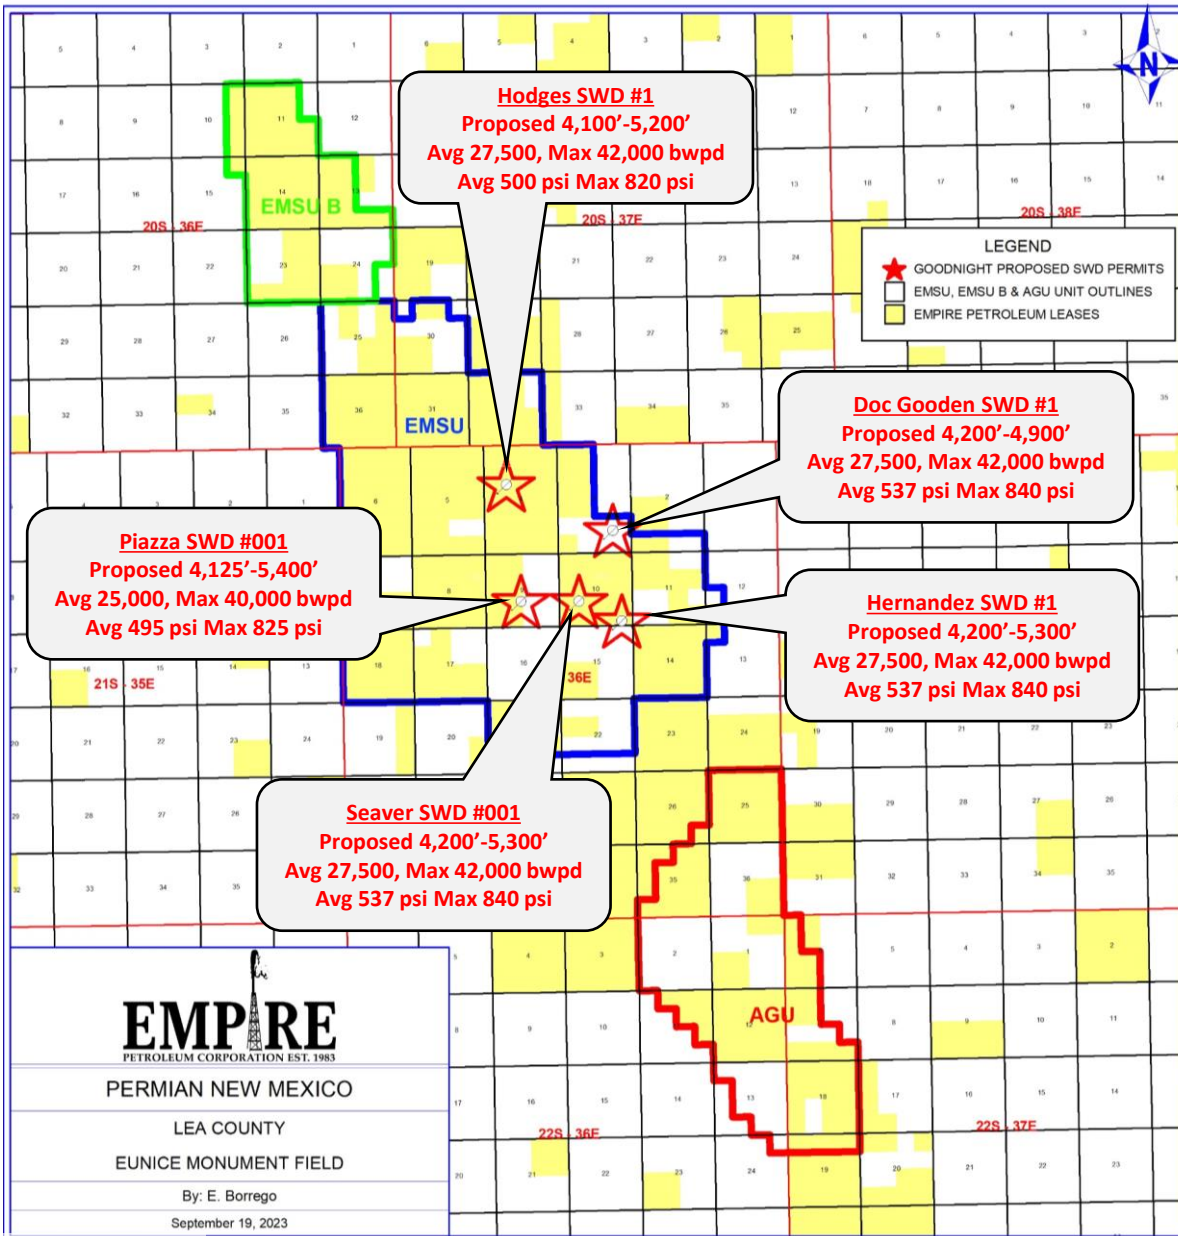 N
Hodges SWD #1
Proposed 4,100'-5,200'
Avg 27,500, Max 42,000 bwpd
Avg 500 psi Max 820 psi
EMSU B
20S - 36E
20S - 37E
20S - 38E
LEGEND
GOODNIGHT PROPOSED SWD PERMITS
EMSU, EMSU B & AGU UNIT OUTLINES
EMPIRE PETROLEUM LEASES
EMSU
Doc Gooden SWD #1
Proposed 4,200'-4,900'
Avg 27,500, Max 42,000 bwpd
Avg 537 psi Max 840 psi
Piazza SWD #001
Proposed 4,125'-5,400'
Avg 25,000, Max 40,000 bwpd
Avg 495 psi Max 825 psi
Hernandez SWD #1
Proposed 4,200'-5,300'
Avg 27,500, Max 42,000 bwpd
Avg 537 psi Max 840 psi
21S - 35E
36E
Seaver SWD #001
Proposed 4,200'-5,300'
Avg 27,500, Max 42,000 bwpd
Avg 537 psi Max 840 psi
AGU
22S - 36E
22S - 37E
EMPIRE
PETROLEUM CORPORATION EST. 1983
PERMIAN NEW MEXICO
LEA COUNTY
EUNICE MONUMENT FIELD
By: E. Borrego
September 19, 2023